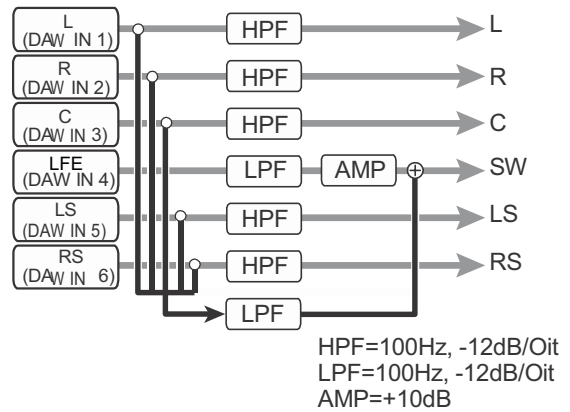 L
(DAW IN 1)
HPF
L
R
(DAW IN 2)
HPF
R
C
(DAW IN 3)
HPF
C
LFE
(DAW IN 4)
LPF
AMP
SW
LS
(DAW IN 5)
HPF
LS
RS
(DAW IN 6)
HPF
RS
LPF
HPF=100Hz, -12dB/Oit
LPF=100Hz, -12dB/Oit
AMP=+10dB